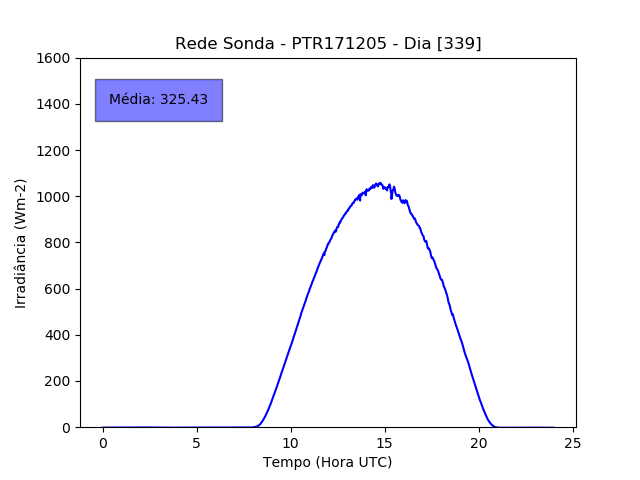 Rede Sonda - PTR171205 - Dia [339]
1600
1400
1200
1000
800
600
400
200
0
Média: 325.43
Irradiância (Wm-2)
0 5 10 15 20 25
Tempo (Hora UTC)